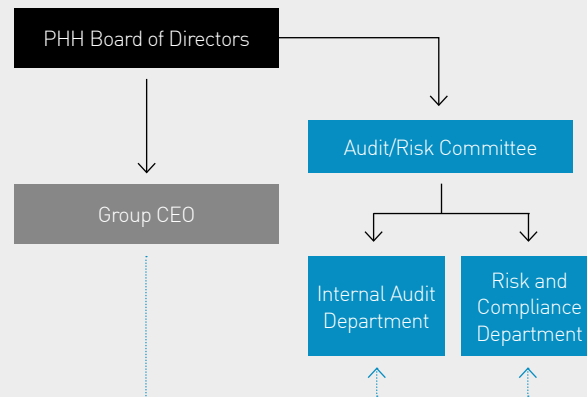 PHH Board of Directors
Audit/Risk Committee
Group CEO
Internal Audit
Department
Risk and
Compliance
Department